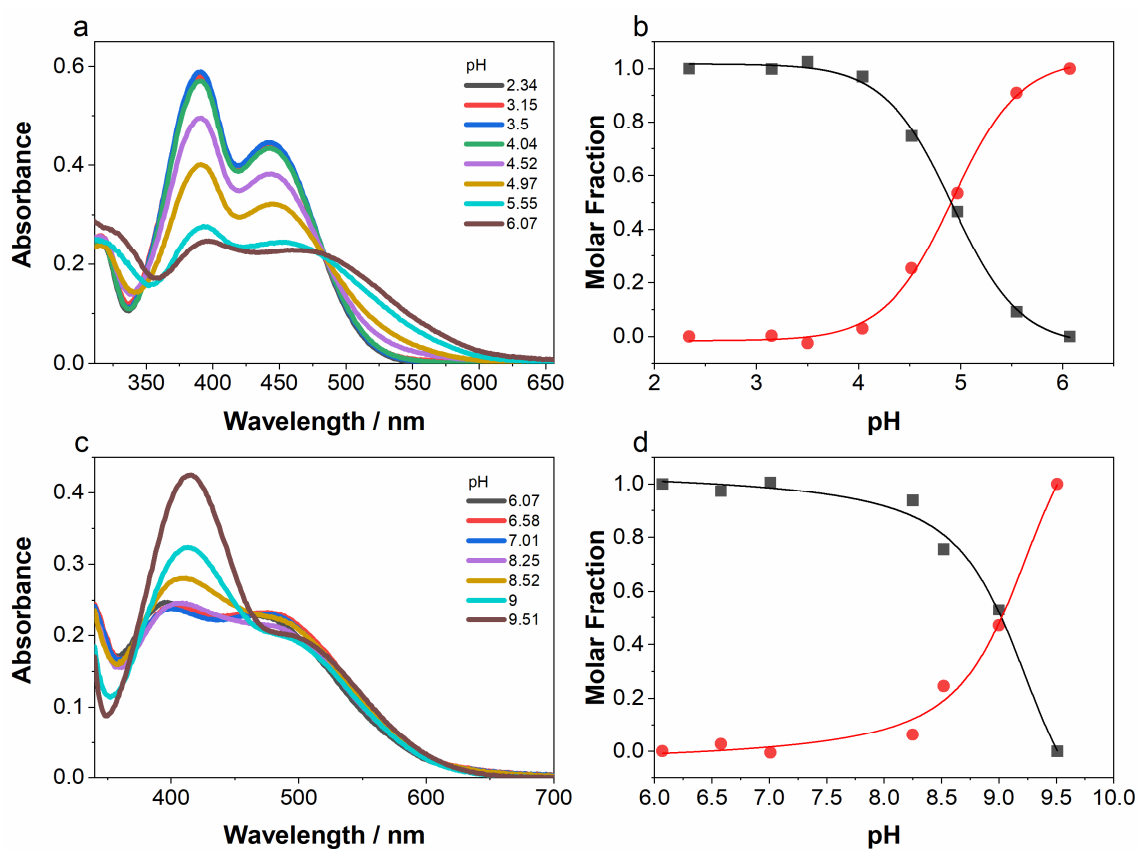 a
Absorbance
0.6
0.4
0.2
0.0
350 400 450 500 550 600 650
Wavelength / nm
pH
2.34
3.15
3.5
4.04
4.52
4.97
5.55
6.07
b
Molar Fraction
1.0
0.8
0.6
0.4
0.2
0.0
2 3 4 5 6
pH
c
Absorbance
0.4
0.3
0.2
0.1
0.0
400 500 600 700
Wavelength / nm
pH
6.07
6.58
7.01
8.25
8.52
9
9.51
d
Molar Fraction
1.0
0.8
0.6
0.4
0.2
0.0
6.0 6.5 7.0 7.5 8.0 8.5 9.0 9.5 10.0
pH